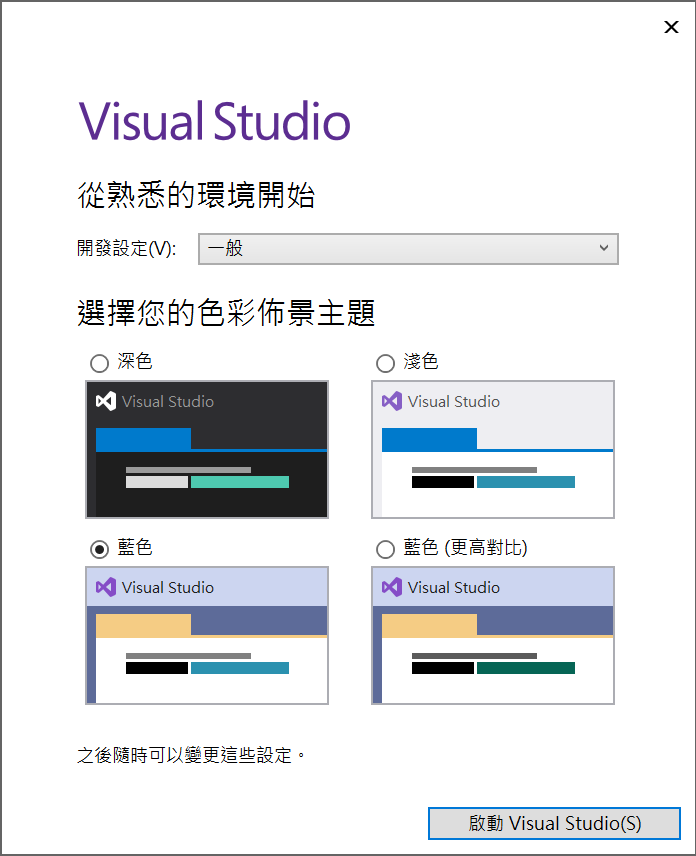 Visual Studio
從熟悉的環境開始
開發設定(V): 一般
選擇您的色彩佈景主題
深色 淺色
Visual Studio Visual Studio
藍色 藍色 (更高對比)
Visual Studio Visual Studio
之後隨時可以變更這些設定。
啟動 Visual Studio(S)